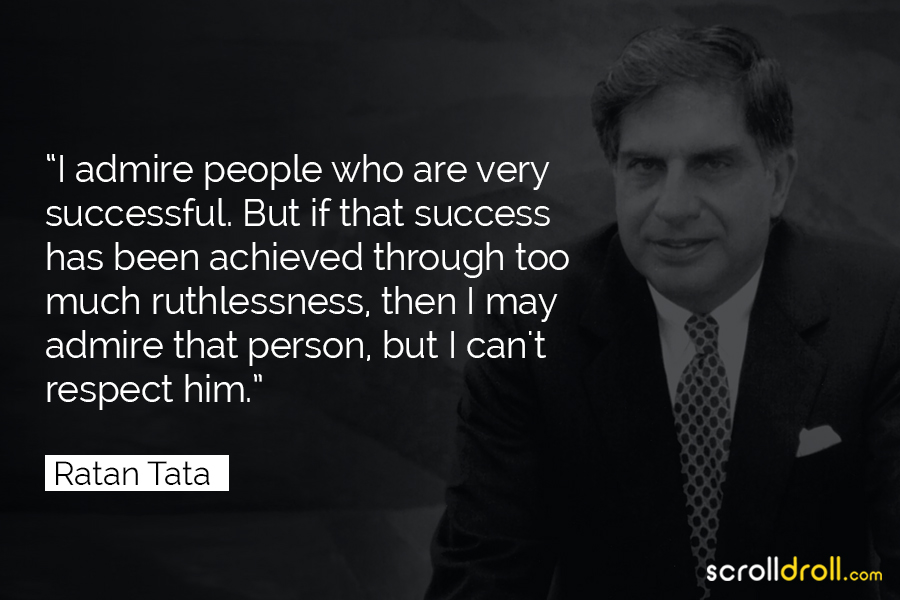 “I admire people who are very
successful. But if that success
has been achieved through too
much ruthlessness, then I may
admire that person, but I can't
respect him.”
Ratan Tata
scrolldroll.com